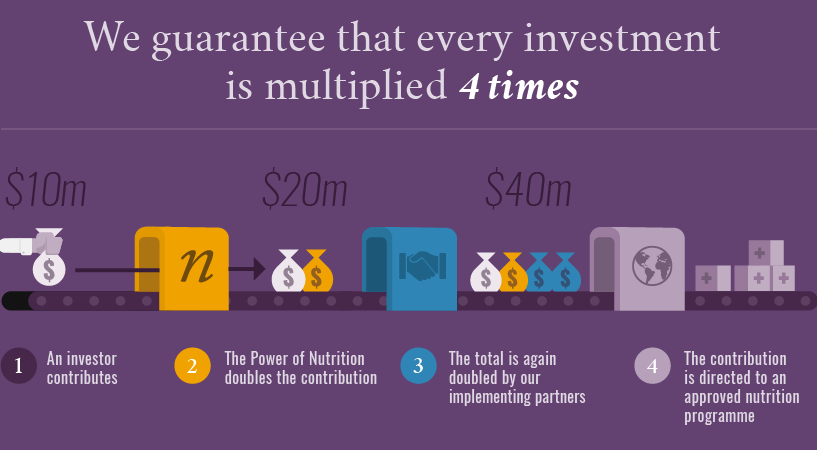 We guarantee that every investment
is multiplied 4 times
$10m
$20m
$40m
$
n
$ $
$ $ $ $
1
An investor
contributes
2
The Power of Nutrition
doubles the contribution
3
The total is again
doubled by our
implementing partners
4
The contribution
is directed to an
approved nutrition
programme